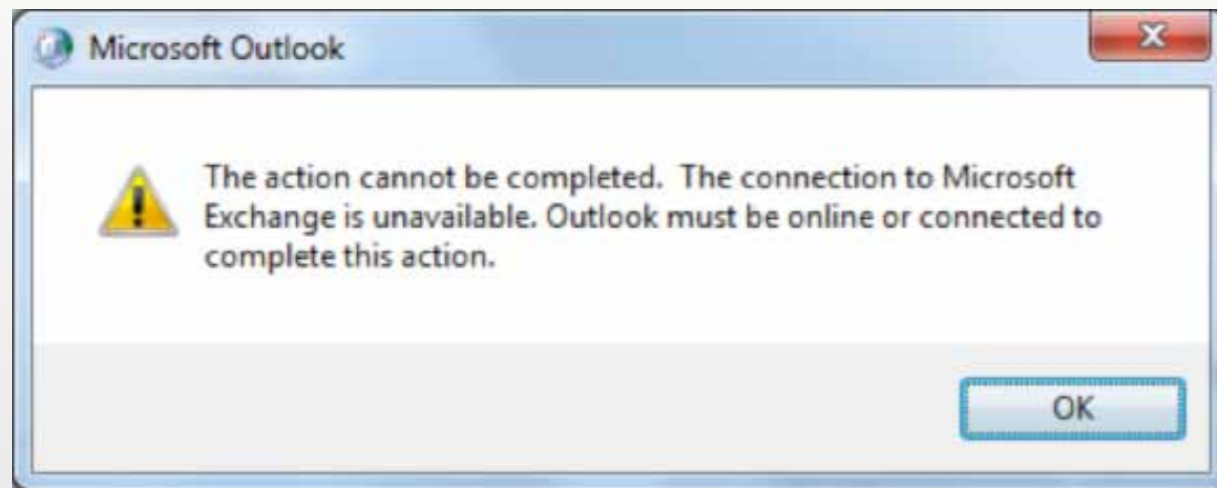 Microsoft Outlook
The action cannot be completed.  The connection to Microsoft
Exchange is unavailable. Outlook must be online or connected to
complete this action.
OK